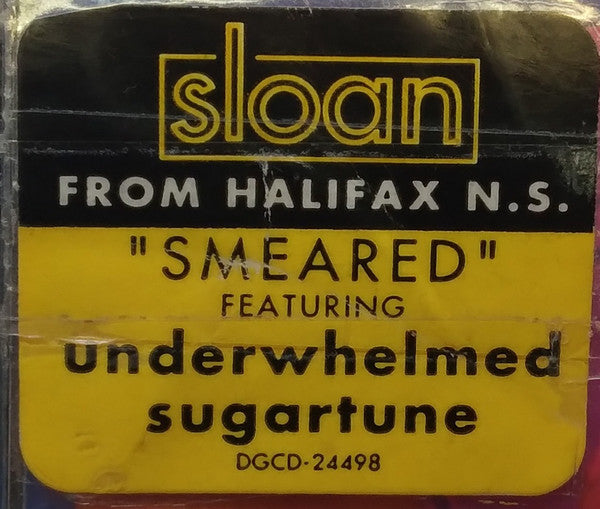 sloan
FROM HALIFAX N.S.
"SMEARED"
FEATURING
underwhelmed
sugartune
DGCD-24498